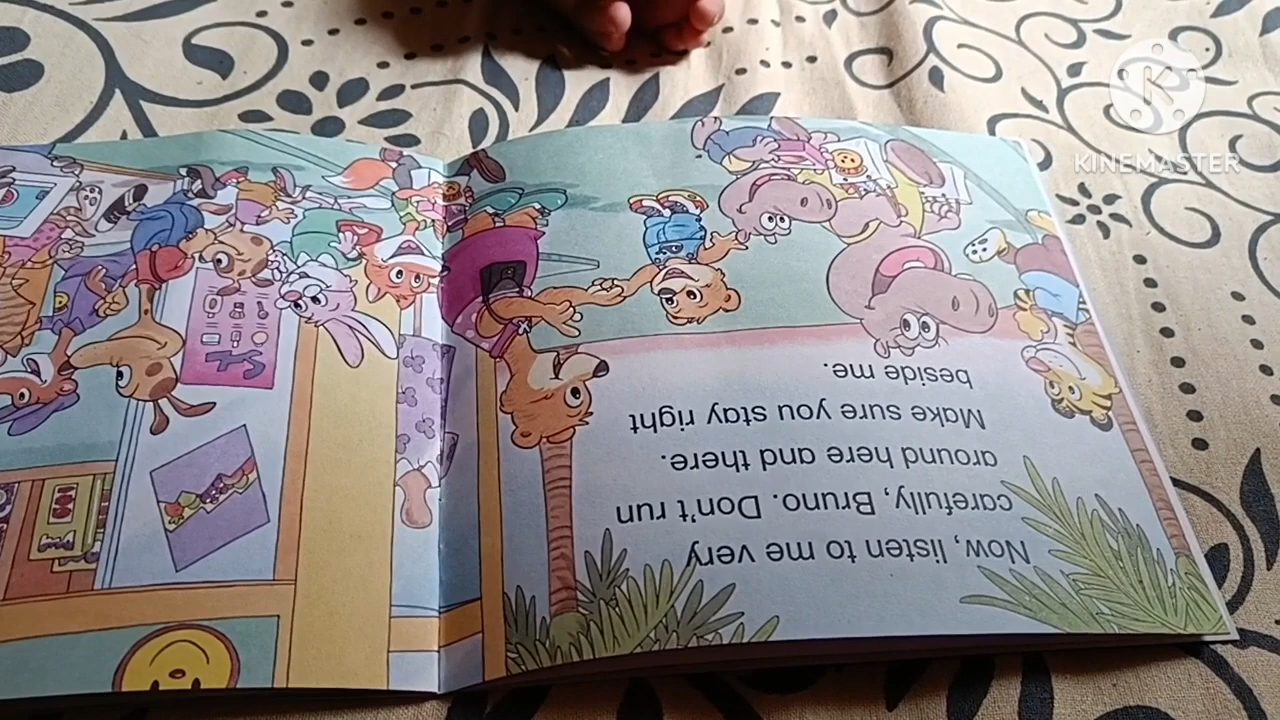 Now, listen to me very
carefully, Bruno. Don't run
around here and there.
Make sure you stay right
beside me.
KINEMASTER